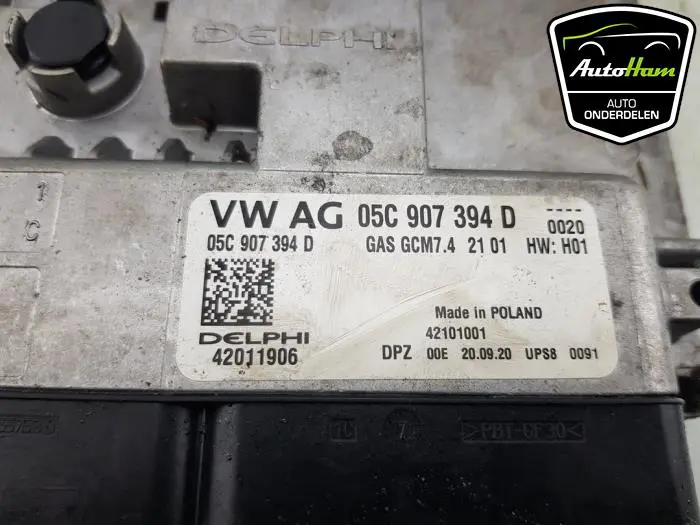 DELPHI
AutoHam
AUTO
ONDERDELEN
1
C
VW AG 05C 907 394 D ----
0020
05C 907 394 D GAS GCM7.4 21 01 HW: H01
Made in POLAND
DELPHI 42101001
42011906 DPZ 00E 20.09.20 UPS8 0091
>PBT-GF30<